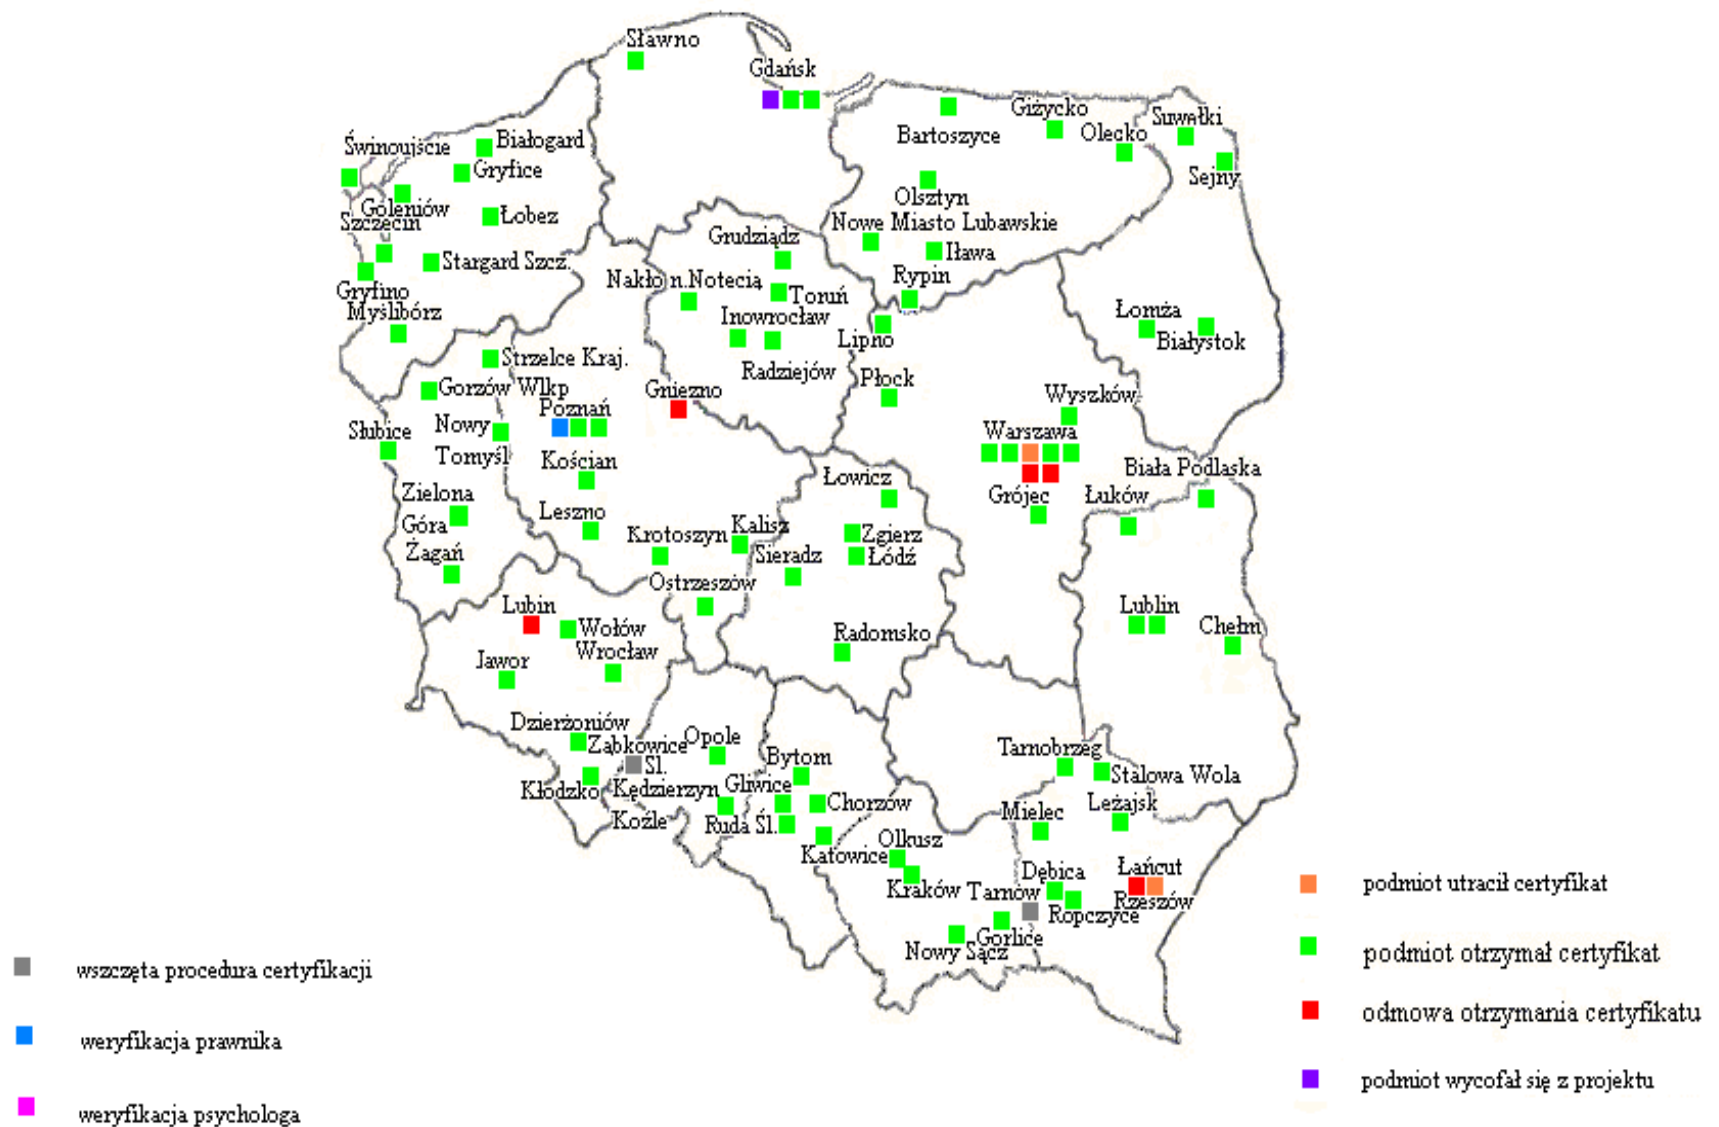 Sławno
Gdańsk
Giżycko
Suwałki
Bartoszyce
Olecko
Świnoujście
Białogard
Gryfice
Sejny
Olsztyn
Goleniów
Łobez
Szczecin
Nowe Miasto Lubawskie
Grudziądz
Iława
Stargard Szcz.
Rypin
Nakło n.Notecią
Gryfino
Toruń
Myślibórz
Inowrocław
Łomża
Lipno
Białystok
Strzelce Kraj.
Radziejów
Płock
Gorzów Wlkp
Gniezno
Wyszków
Poznań
Słubice
Nowy
Tomyśl
Warszawa
Kościan
Biała Podlaska
Łowicz
Zielona
Góra
Grójec
Łuków
Leszno
Krotoszyn
Kalisz
Zgierz
Żagań
Sieradz
Łódź
Ostrzeszów
Lubin
Lublin
Wołów
Radomsko
Chełm
Wrocław
Jawor
Dzierżoniów
Ząbkowice
Śl.
Opole
Tarnobrzeg
Bytom
Stalowa Wola
Kłodzko
Kędzierzyn
Koźle
Gliwice
Chorzów
Leżajsk
Mielec
Ruda Śl.
Katowice
Olkusz
Kraków
Tarnów
Dębica
Łańcut
Rzeszów
Ropczyce
Gorlice
Nowy Sącz
podmiot utracił certyfikat
podmiot otrzymał certyfikat
odmowa otrzymania certyfikatu
podmiot wycofał się z projektu
wszczęta procedura certyfikacji
weryfikacja prawnika
weryfikacja psychologa